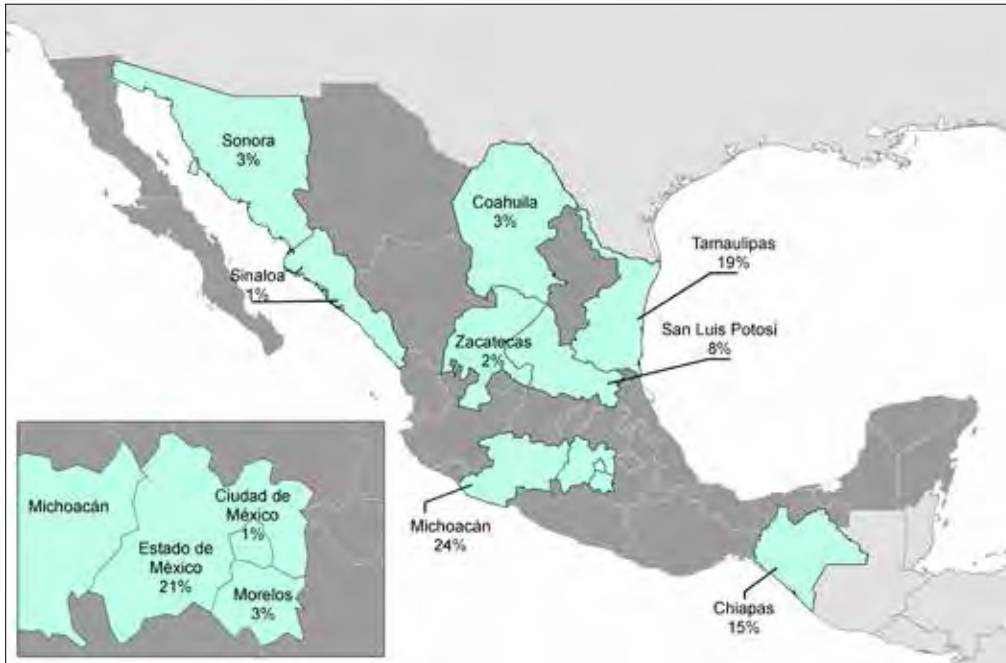 Sonora
3%
Coahuila
3%
Tamaulipas
19%
Sinaloa
1%
San Luis Potosí
8%
Zacatecas
2%
Michoacán
24%
Chiapas
15%
Michoacán
Ciudad de
México
1%
Estado de
México
21%
Morelos
3%